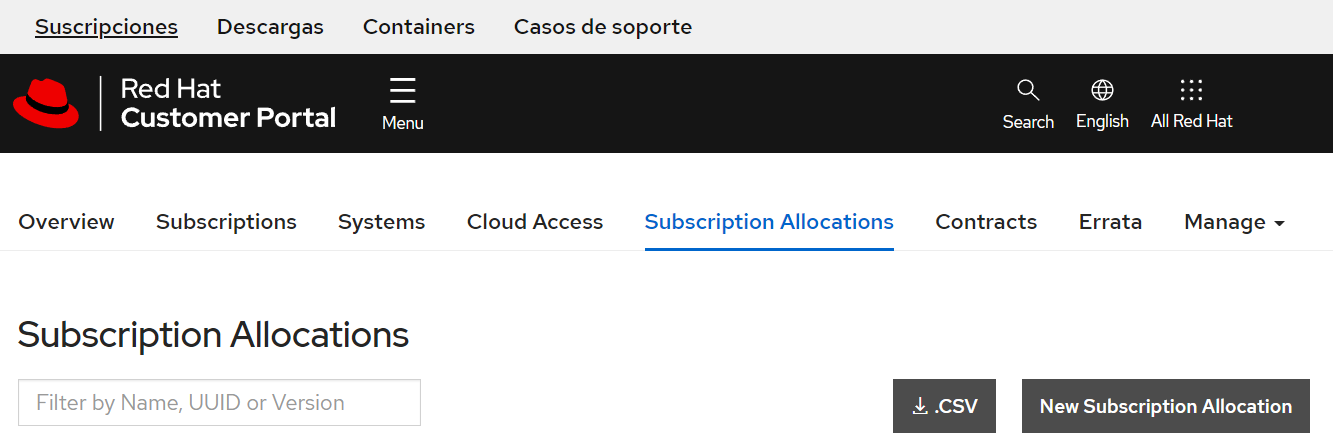 Suscripciones Descargas Containers Casos de soporte
Red Hat
Customer Portal
Menu
Search English All Red Hat
Overview Subscriptions Systems Cloud Access Subscription Allocations Contracts Errata Manage
Subscription Allocations
Filter by Name, UUID or Version .CSV New Subscription Allocation